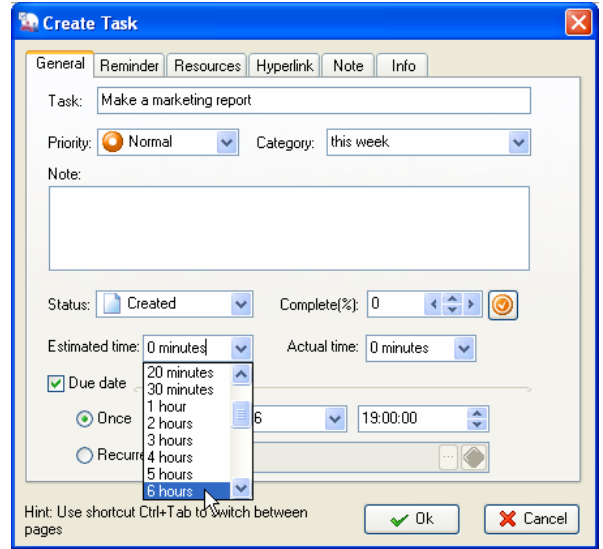 Create Task
General Reminder Resources Hyperlink Note Info
Task: Make a marketing report
Priority: Normal Category: this week
Note:
Status: Created Complete(%): 0
Estimated time: 0 minutes Actual time: 0 minutes
20 minutes
Due date
30 minutes
1 hour
Once 2 hours 6 19:00:00
3 hours
Recurre 4 hours
5 hours
6 hours
Hint: Use shortcut Ctrl+Tab to switch between
pages
Ok Cancel